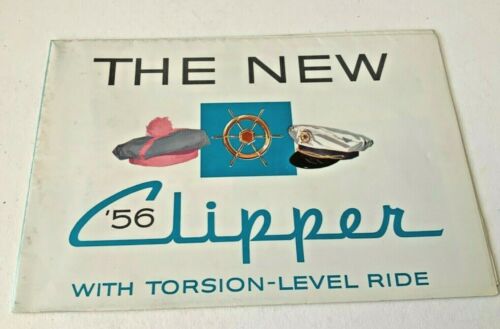 THE NEW
'56 Clipper
WITH TORSION-LEVEL RIDE